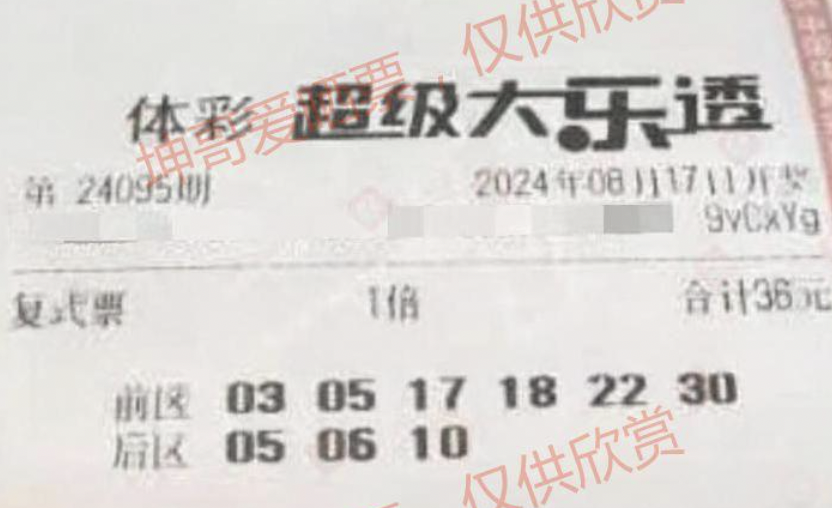 ，仅供欣赏
坤哥爱晒票
体彩 超级大乐透
第 24095期 2024年08月17日开奖
9vCxYg
复式票 1倍 合计36元
前区 03 05 17 18 22 30
后区 05 06 10
，仅供欣赏